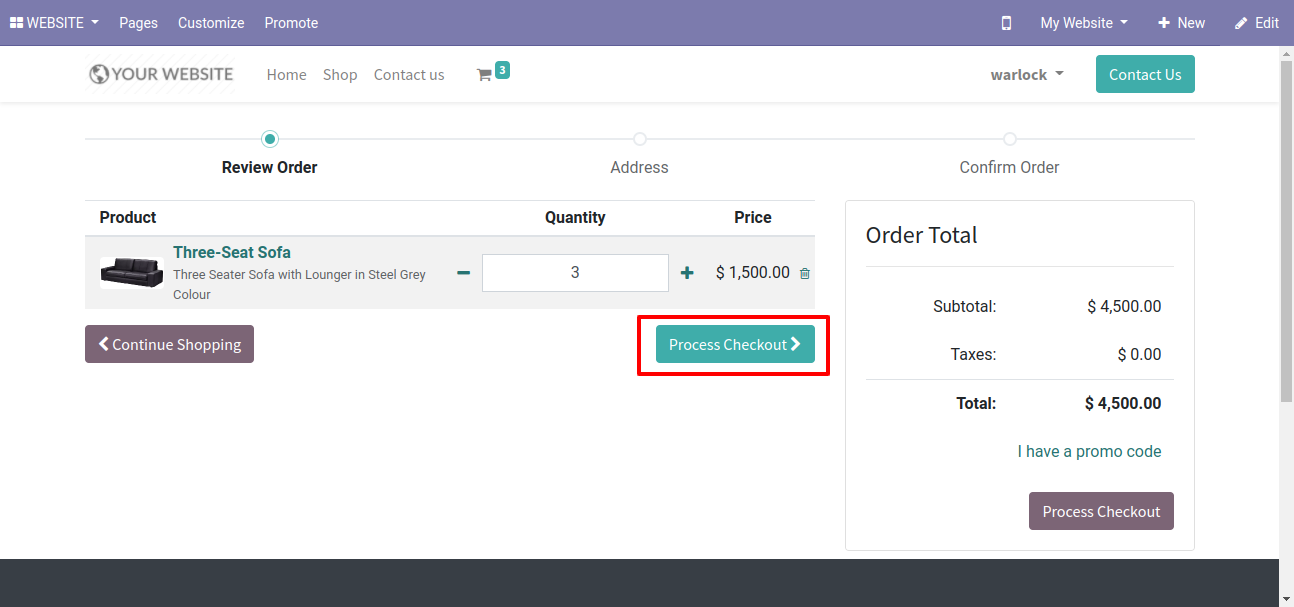 WEBSITE Pages Customize Promote My Website New Edit
YOUR WEBSITE Home Shop Contact us 3 warlock Contact Us
Review Order Address Confirm Order
Product Quantity Price
Three-Seat Sofa
Three Seater Sofa with Lounger in Steel Grey
Colour
3
$ 1,500.00
Continue Shopping
Process Checkout
Order Total
Subtotal: $ 4,500.00
Taxes: $ 0.00
Total: $ 4,500.00
I have a promo code
Process Checkout